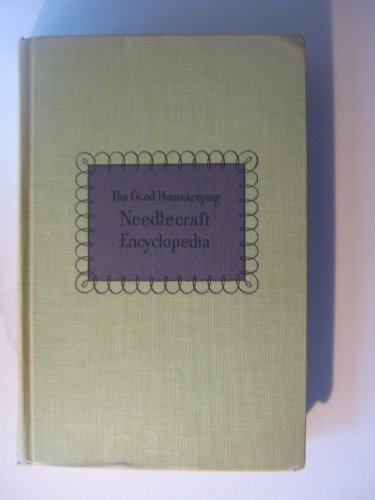 The Good Housekeeping
Needlecraft
Encyclopedia